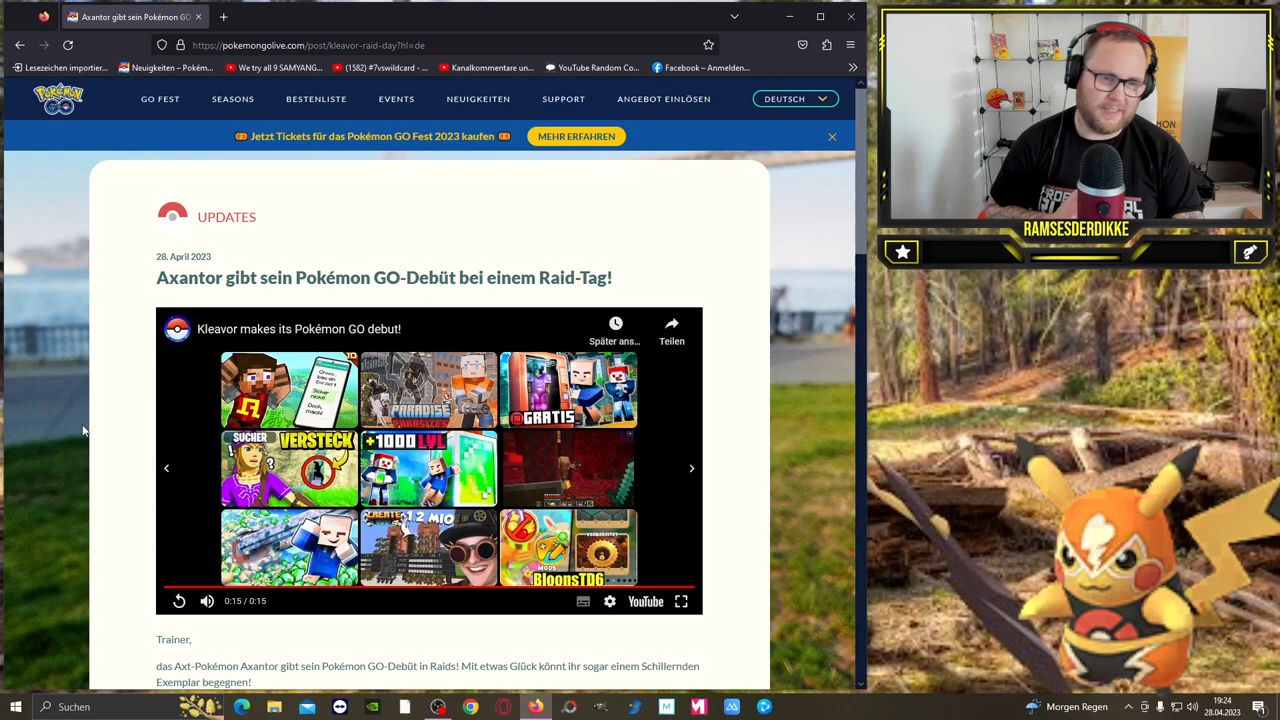 Axantor gibt sein Pokémon GO
https://pokemongolive.com/post/kleavor-raid-day?hl=de
Lesezeichen importier...
Neuigkeiten – Pokém...
We try all 9 SAMYANG...
(1582) #7vswildcard - ...
Kanalkommentare un...
YouTube Random Co...
Facebook – Anmelden...
POKÉMON GO
GO FEST
SEASONS
BESTENLISTE
EVENTS
NEUIGKEITEN
SUPPORT
ANGEBOT EINLÖSEN
DEUTSCH
Jetzt Tickets für das Pokémon GO Fest 2023 kaufen
MEHR ERFAHREN
UPDATES
28. April 2023
Axantor gibt sein Pokémon GO-Debüt bei einem Raid-Tag!
Kleavor makes its Pokémon GO debut!
Später ans...
Teilen
PARADISE
PARASITES
GRATIS
SUCHER
VERSTECK
+1000 LVL
CREATE
2 MIO
MODS
BloonsTD6
0:15 / 0:15
YouTube
Trainer,
das Axt-Pokémon Axantor gibt sein Pokémon GO-Debüt in Raids! Mit etwas Glück könnt ihr sogar einem Schillernden
Exemplar begegnen!
RAMSESDERDIKKE
Suchen
Morgen Regen
19:24
28.04.2023